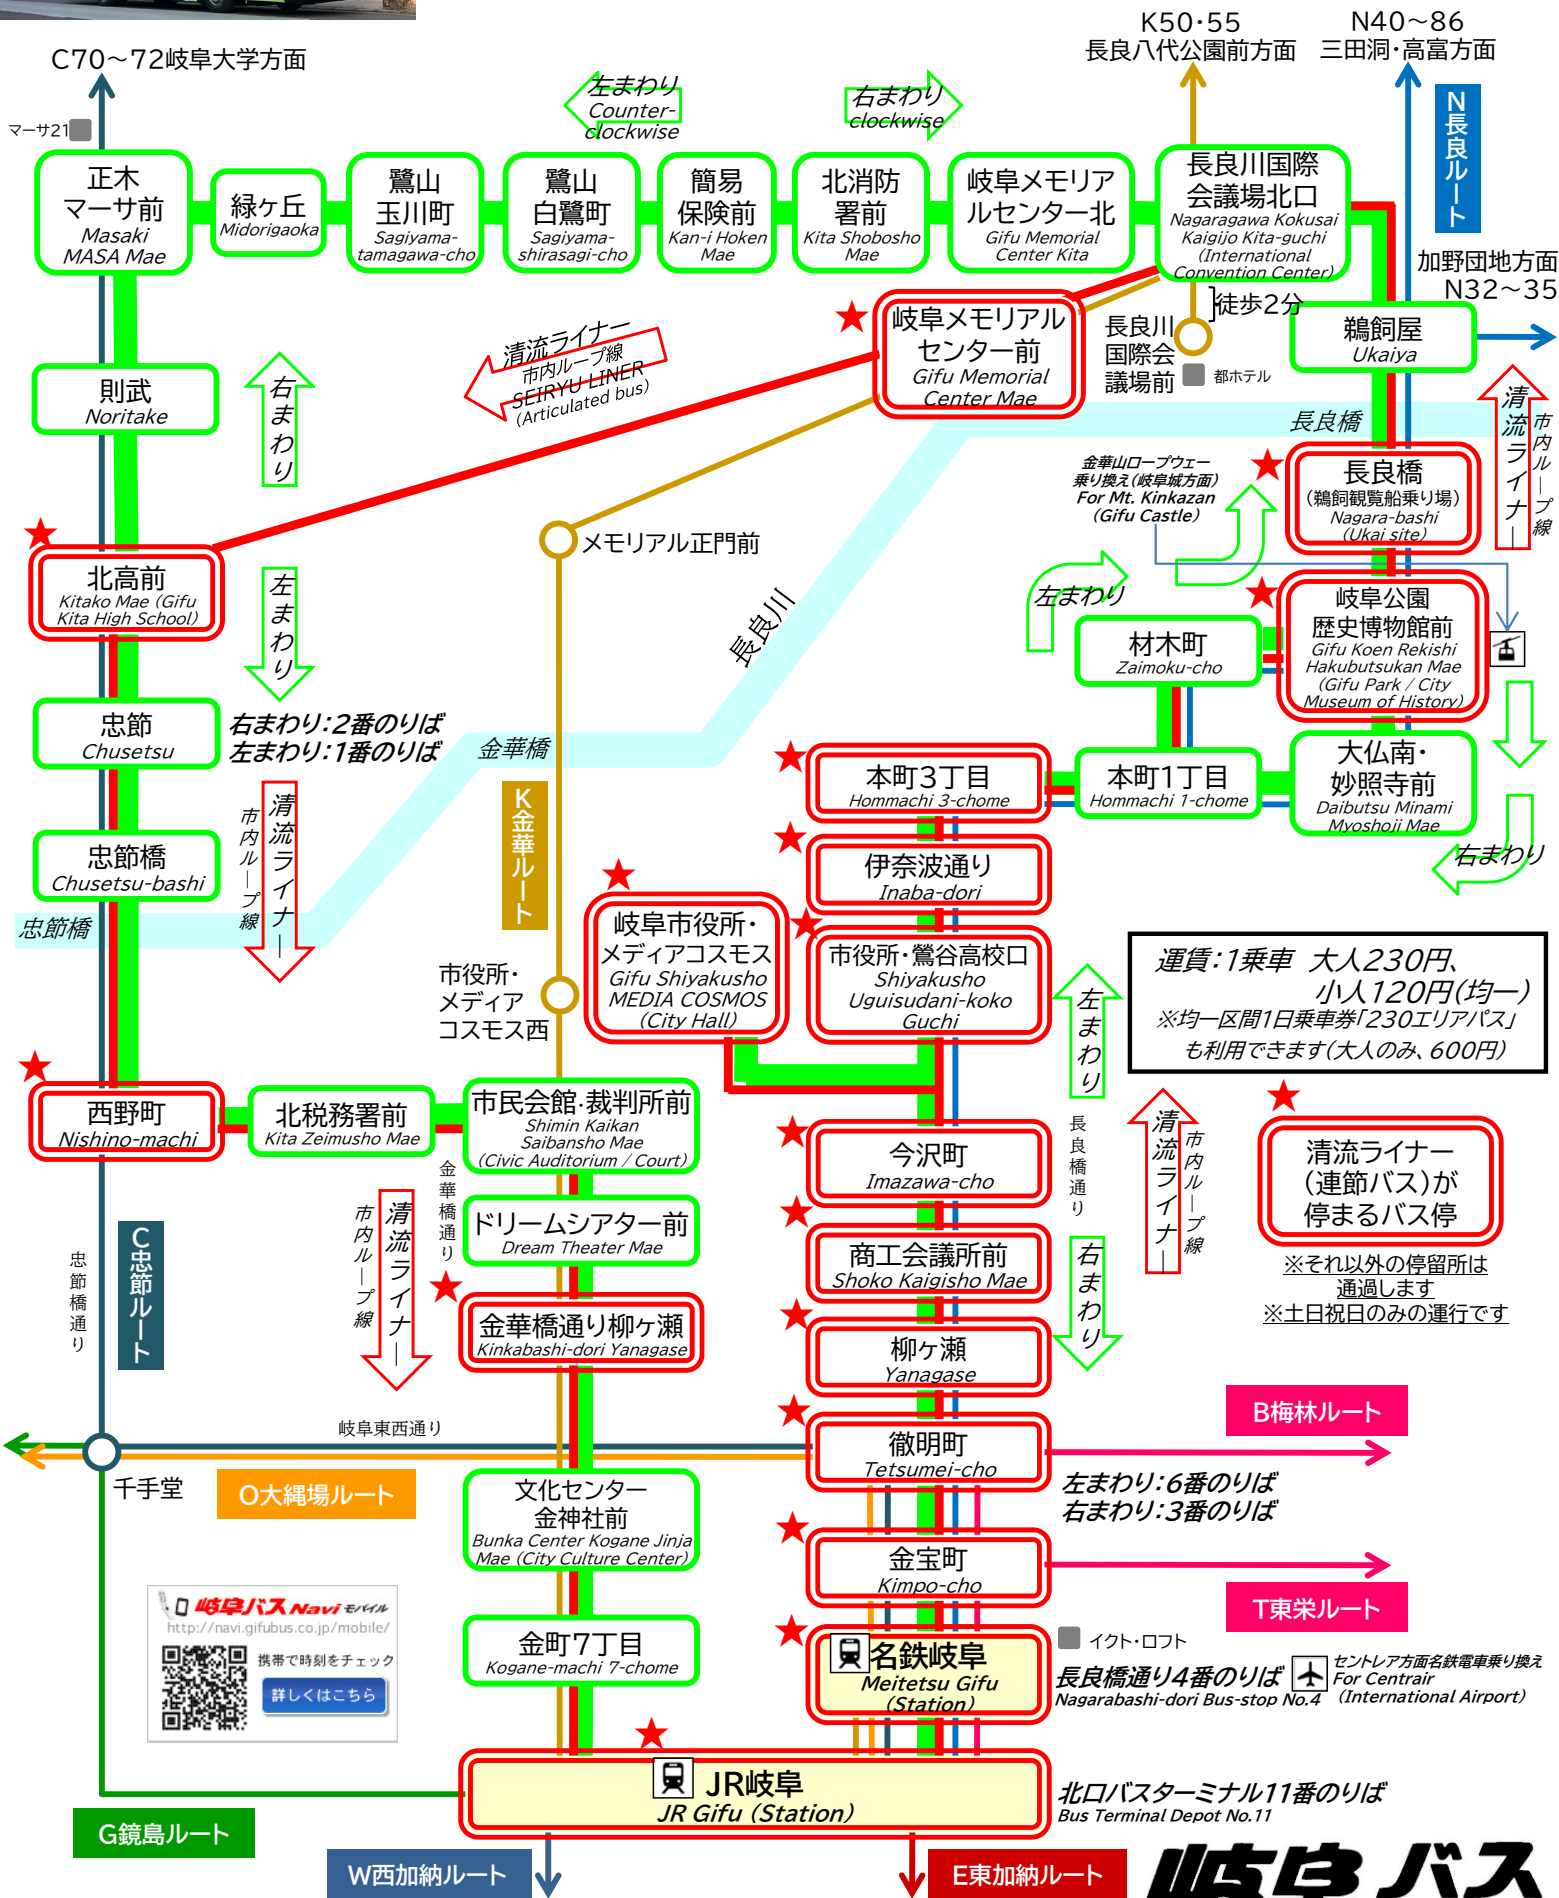 K50･55
長良八代公園前方面
N40～86
三田洞･高富方面
C70～72岐阜大学方面
マーサ21
左まわり
Counter-
clockwise
右まわり
clockwise
N長良ルート
正木
マーサ前
Masaki
MASA Mae
緑ヶ丘
Midorigaoka
鷺山
玉川町
Sagiyama-
tamagawa-cho
鷺山
白鷺町
Sagiyama-
shirasagi-cho
簡易
保険前
Kan-i Hoken
Mae
北消防
署前
Kita Shobosho
Mae
岐阜メモリア
ルセンター北
Gifu Memorial
Center Kita
長良川国際
会議場北口
Nagaragawa Kokusai
Kaigijo Kita-guchi
(International
Convention Center)
加野団地方面
N32～35
徒歩2分
鵜飼屋
Ukaiya
長良川
国際会
議場前
都ホテル
岐阜メモリアル
センター前
Gifu Memorial
Center Mae
清流ライナー
市内ループ線
SEIRYU LINER
(Articulated bus)
則武
Noritake
右まわり
長良橋
清流ライナー
市内ループ線
金華山ロープウェー
乗り換え(岐阜城方面)
For Mt. Kinkazan
(Gifu Castle)
長良橋
(鵜飼観覧船乗り場)
Nagara-bashi
(Ukai site)
メモリアル正門前
北高前
Kitako Mae (Gifu
Kita High School)
左まわり
長良川
左まわり
材木町
Zaimoku-cho
岐阜公園
歴史博物館前
Gifu Koen Rekishi
Hakubutsukan Mae
(Gifu Park / City
Museum of History)
忠節
Chusetsu
右まわり:2番のりば
左まわり:1番のりば
金華橋
本町3丁目
Hommachi 3-chome
本町1丁目
Hommachi 1-chome
大仏南･
妙照寺前
Daibutsu Minami
Myoshoji Mae
右まわり
清流ライナー
市内ループ線
K金華ルート
忠節橋
Chusetsu-bashi
忠節橋
伊奈波通り
Inaba-dori
岐阜市役所･
メディアコスモス
Gifu Shiyakusho
MEDIA COSMOS
(City Hall)
市役所･鶯谷高校口
Shiyakusho
Uguisudani-koko
Guchi
市役所･
メディア
コスモス西
左まわり
運賃:1乗車 大人230円、
小人120円(均一)
※均一区間1日乗車券「230エリアパス」
も利用できます(大人のみ、600円)
西野町
Nishino-machi
北税務署前
Kita Zeimusho Mae
市民会館･裁判所前
Shimin Kaikan
Saibansho Mae
(Civic Auditorium / Court)
今沢町
Imazawa-cho
長良橋通り
清流ライナー
市内ループ線
清流ライナー
(連節バス)が
停まるバス停
※それ以外の停留所は
通過します
※土日祝日のみの運行です
金華橋通り
清流ライナー
市内ループ線
ドリームシアター前
Dream Theater Mae
商工会議所前
Shoko Kaigisho Mae
右まわり
忠節橋通り
C忠節ルート
金華橋通り柳ヶ瀬
Kinkabashi-dori Yanagase
柳ヶ瀬
Yanagase
B梅林ルート
岐阜東西通り
徹明町
Tetsumei-cho
千手堂
O大縄場ルート
左まわり:6番のりば
右まわり:3番のりば
文化センター
金神社前
Bunka Center Kogane Jinja
Mae (City Culture Center)
金宝町
Kimpo-cho
T東栄ルート
岐阜バスNavi モバイル
http://navi.gifubus.co.jp/mobile/
携帯で時刻をチェック
詳しくはこちら
金町7丁目
Kogane-machi 7-chome
名鉄岐阜
Meitetsu Gifu
(Station)
イクト･ロフト
長良橋通り4番のりば
Nagarabashi-dori Bus-stop No.4
セントレア方面名鉄電車乗り換え
For Centrair
(International Airport)
JR岐阜
JR Gifu (Station)
北口バスターミナル11番のりば
Bus Terminal Depot No.11
G鏡島ルート
W西加納ルート
E東加納ルート
岐阜バス